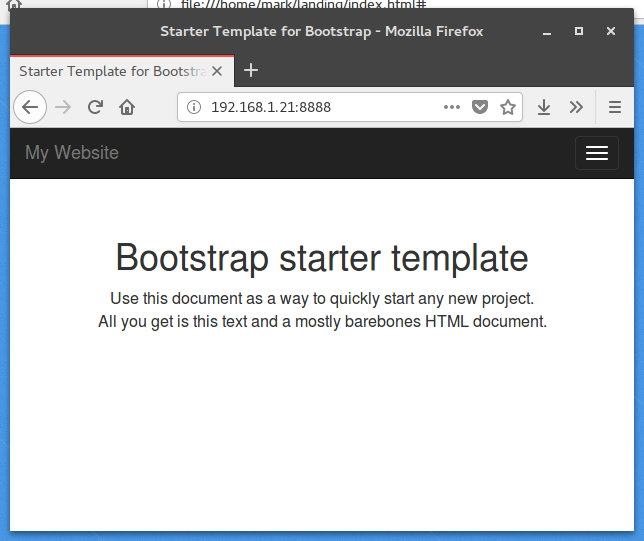 file:///home/mark/landing/index.html#
Starter Template for Bootstrap - Mozilla Firefox
Starter Template for Bootstra
192.168.1.21:8888
My Website
Bootstrap starter template
Use this document as a way to quickly start any new project.
All you get is this text and a mostly barebones HTML document.